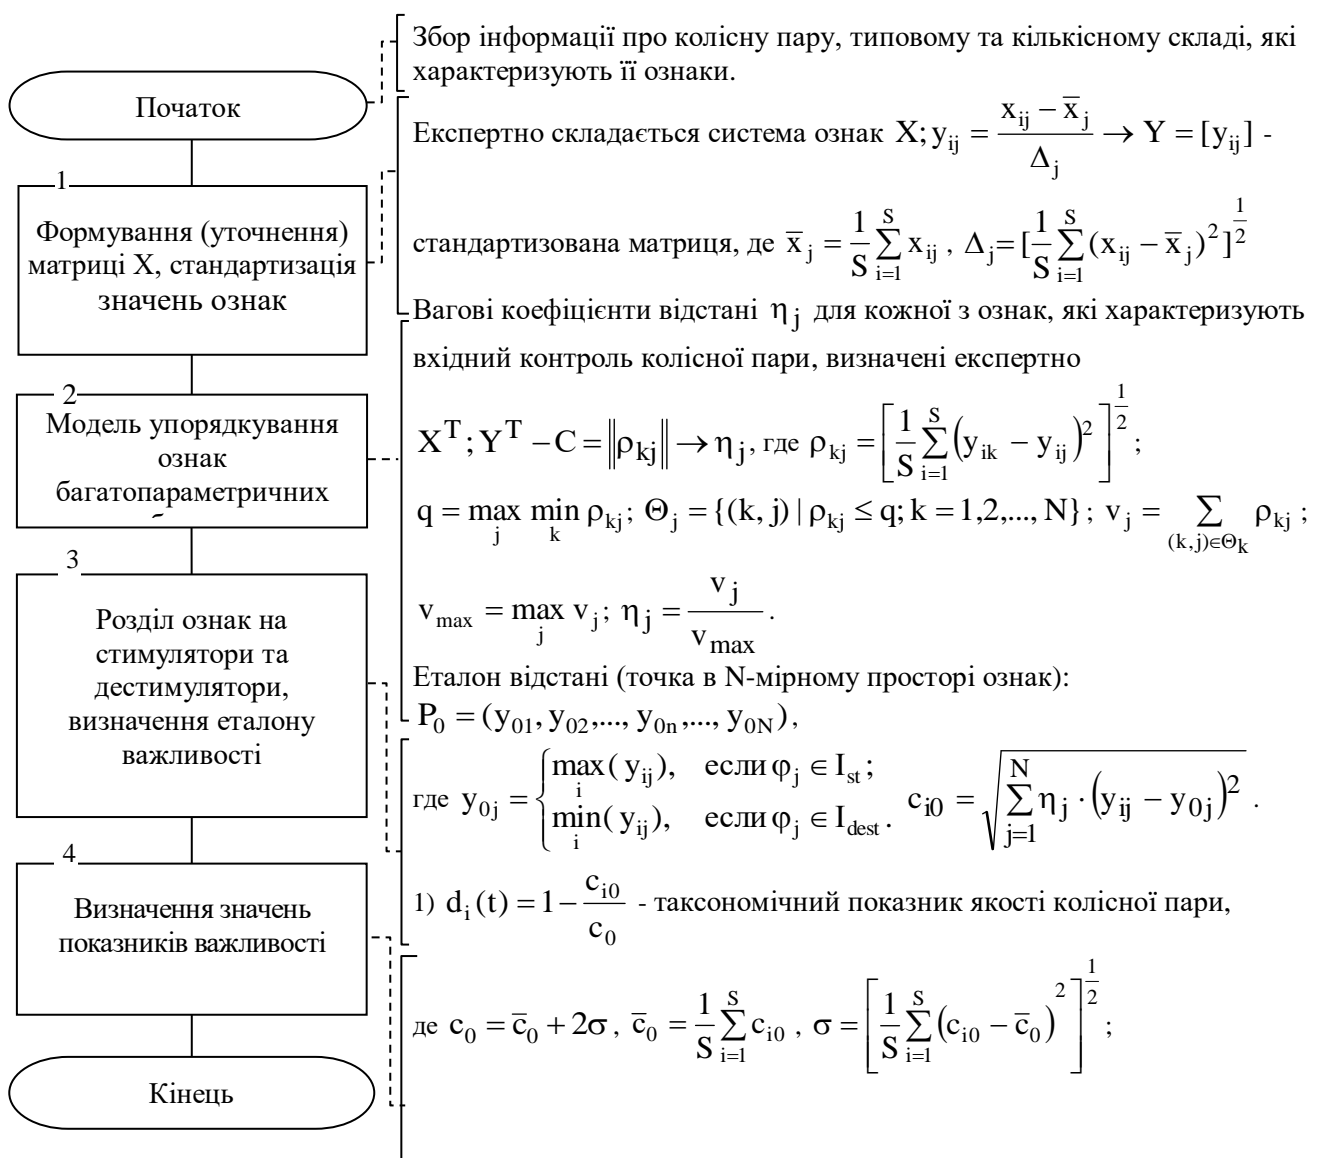 Початок
1
Формування (уточнення)
матриці X, стандартизація
значень ознак
2
Модель упорядкування
ознак
багатопараметричних
3
Розділ ознак на
стимулятори та
дестимулятори,
визначення еталону
важливості
4
Визначення значень
показників важливості
Кінець
Збор інформації про колісну пару, типовому та кількісному складі, які
характеризують її ознаки.
Експертно складається система ознак X; y_ij = (x_ij − x̄_j) / Δ_j → Y = [y_ij] -
стандартизована матриця, де x̄_j = 1/S ∑_{i=1}^{S} x_ij , Δ_j = [1/S ∑_{i=1}^{S} (x_ij − x̄_j)²]^{1/2}
Вагові коефіцієнти відстані η_j для кожної з ознак, які характеризують
вхідний контроль колісної пари, визначені експертно
X^T; Y^T − C = ‖ρ_kj‖ → η_j, где ρ_kj = [1/S ∑_{i=1}^{S} (y_ik − y_ij)²]^{1/2};
q = max_j min_k ρ_kj; Θ_j = {(k, j) | ρ_kj ≤ q; k = 1,2,..., N}; v_j = ∑_{(k,j)∈Θ_k} ρ_kj ;
v_max = max_j v_j; η_j = v_j / v_max .
Еталон відстані (точка в N-мірному просторі ознак):
P_0 = (y_01, y_02,..., y_0n,..., y_0N),
где y_0j = { max_i(y_ij), если φ_j ∈ I_st; min_i(y_ij), если φ_j ∈ I_dest. c_i0 = √(∑_{j=1}^{N} η_j · (y_ij − y_0j)²) .
1) d_i(t) = 1 − c_i0 / c_0 - таксономічний показник якості колісної пари,
де c_0 = c̄_0 + 2σ, c̄_0 = 1/S ∑_{i=1}^{S} c_i0 , σ = [1/S ∑_{i=1}^{S} (c_i0 − c̄_0)²]^{1/2};